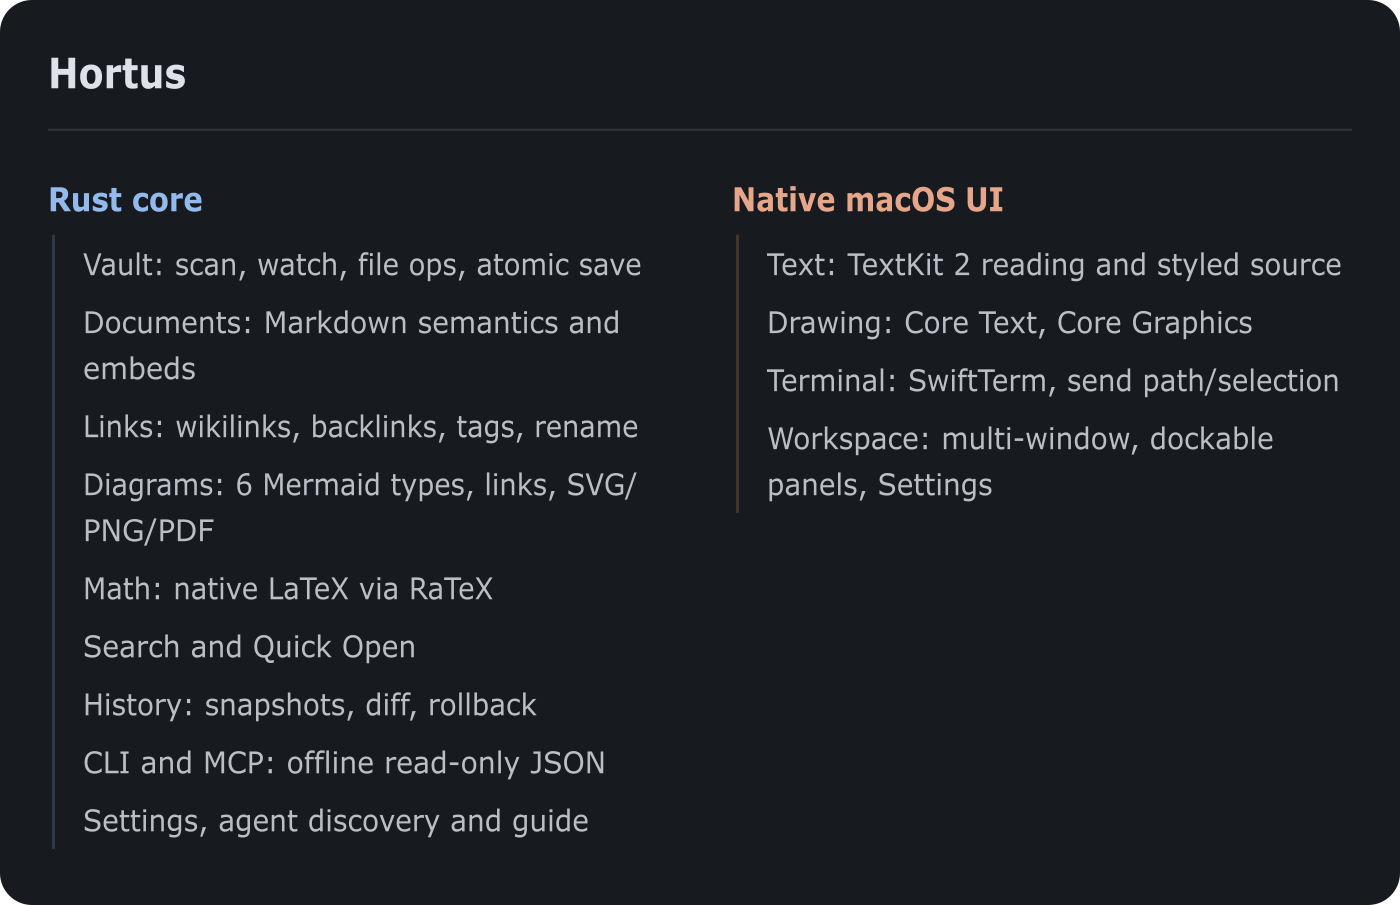 Hortus
Rust core
Vault: scan, watch, file ops, atomic save
Documents: Markdown semantics and
embeds
Links: wikilinks, backlinks, tags, rename
Diagrams: 6 Mermaid types, links, SVG/
PNG/PDF
Math: native LaTeX via RaTeX
Search and Quick Open
History: snapshots, diff, rollback
CLI and MCP: offline read-only JSON
Settings, agent discovery and guide
Native macOS UI
Text: TextKit 2 reading and styled source
Drawing: Core Text, Core Graphics
Terminal: SwiftTerm, send path/selection
Workspace: multi-window, dockable
panels, Settings